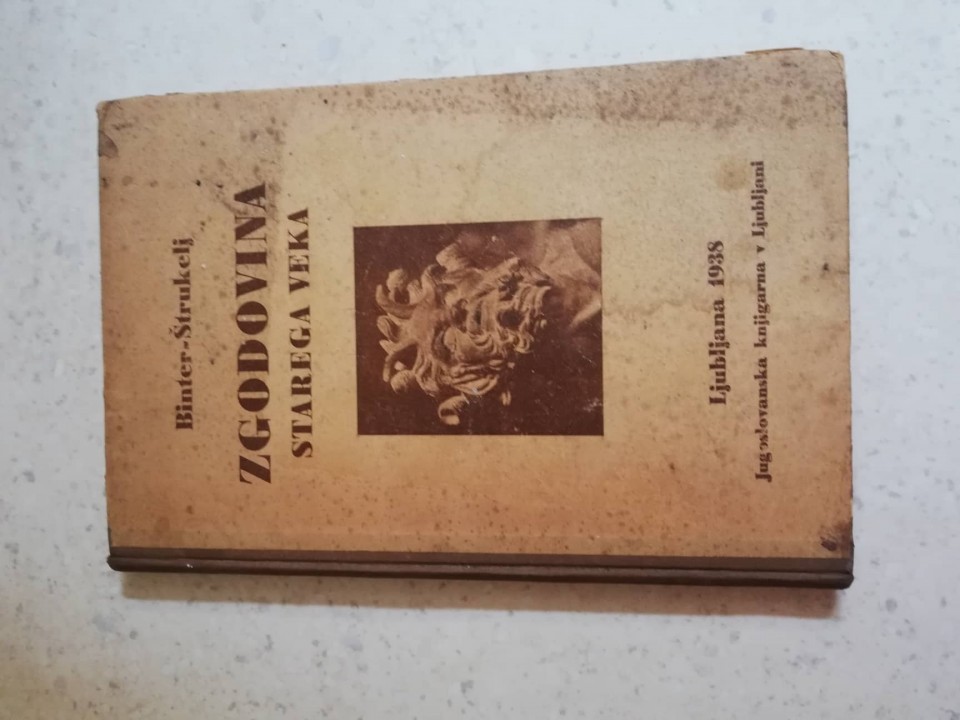 Binter-Štrukelj
ZGODOVINA
STAREGA VEKA
Ljubljana 1938
Jugoslovanska knjigarna v Ljubljani